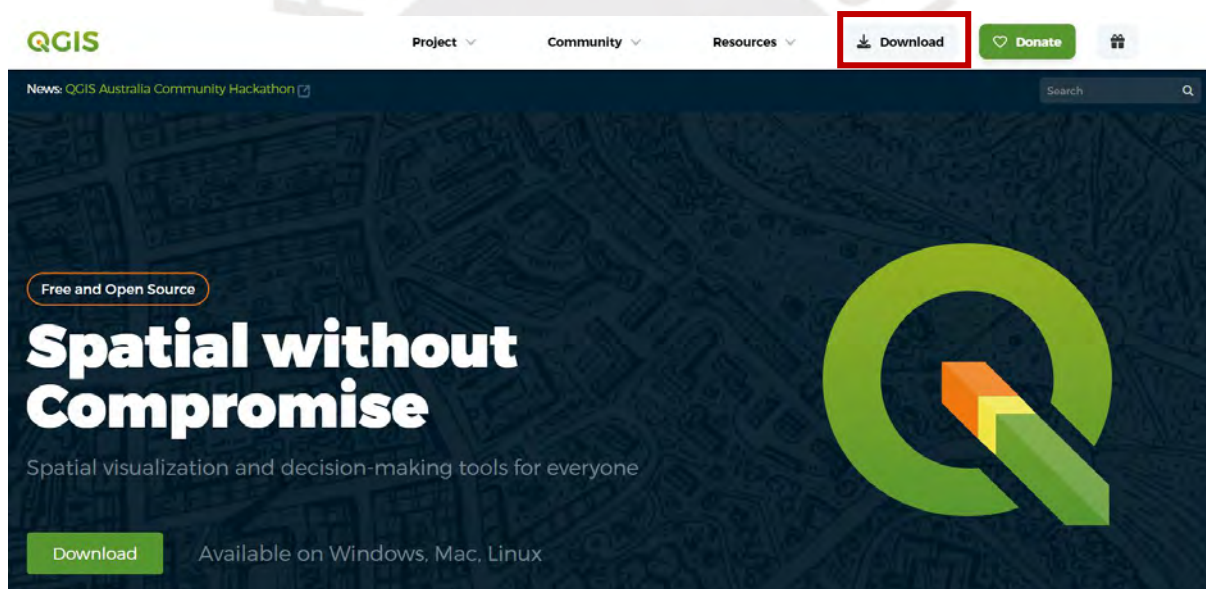 QGIS
Project
Community
Resources
Download
Donate
News: QGIS Australia Community Hackathon
Search
Free and Open Source
Spatial without
Compromise
Spatial visualization and decision-making tools for everyone
Download
Available on Windows, Mac, Linux